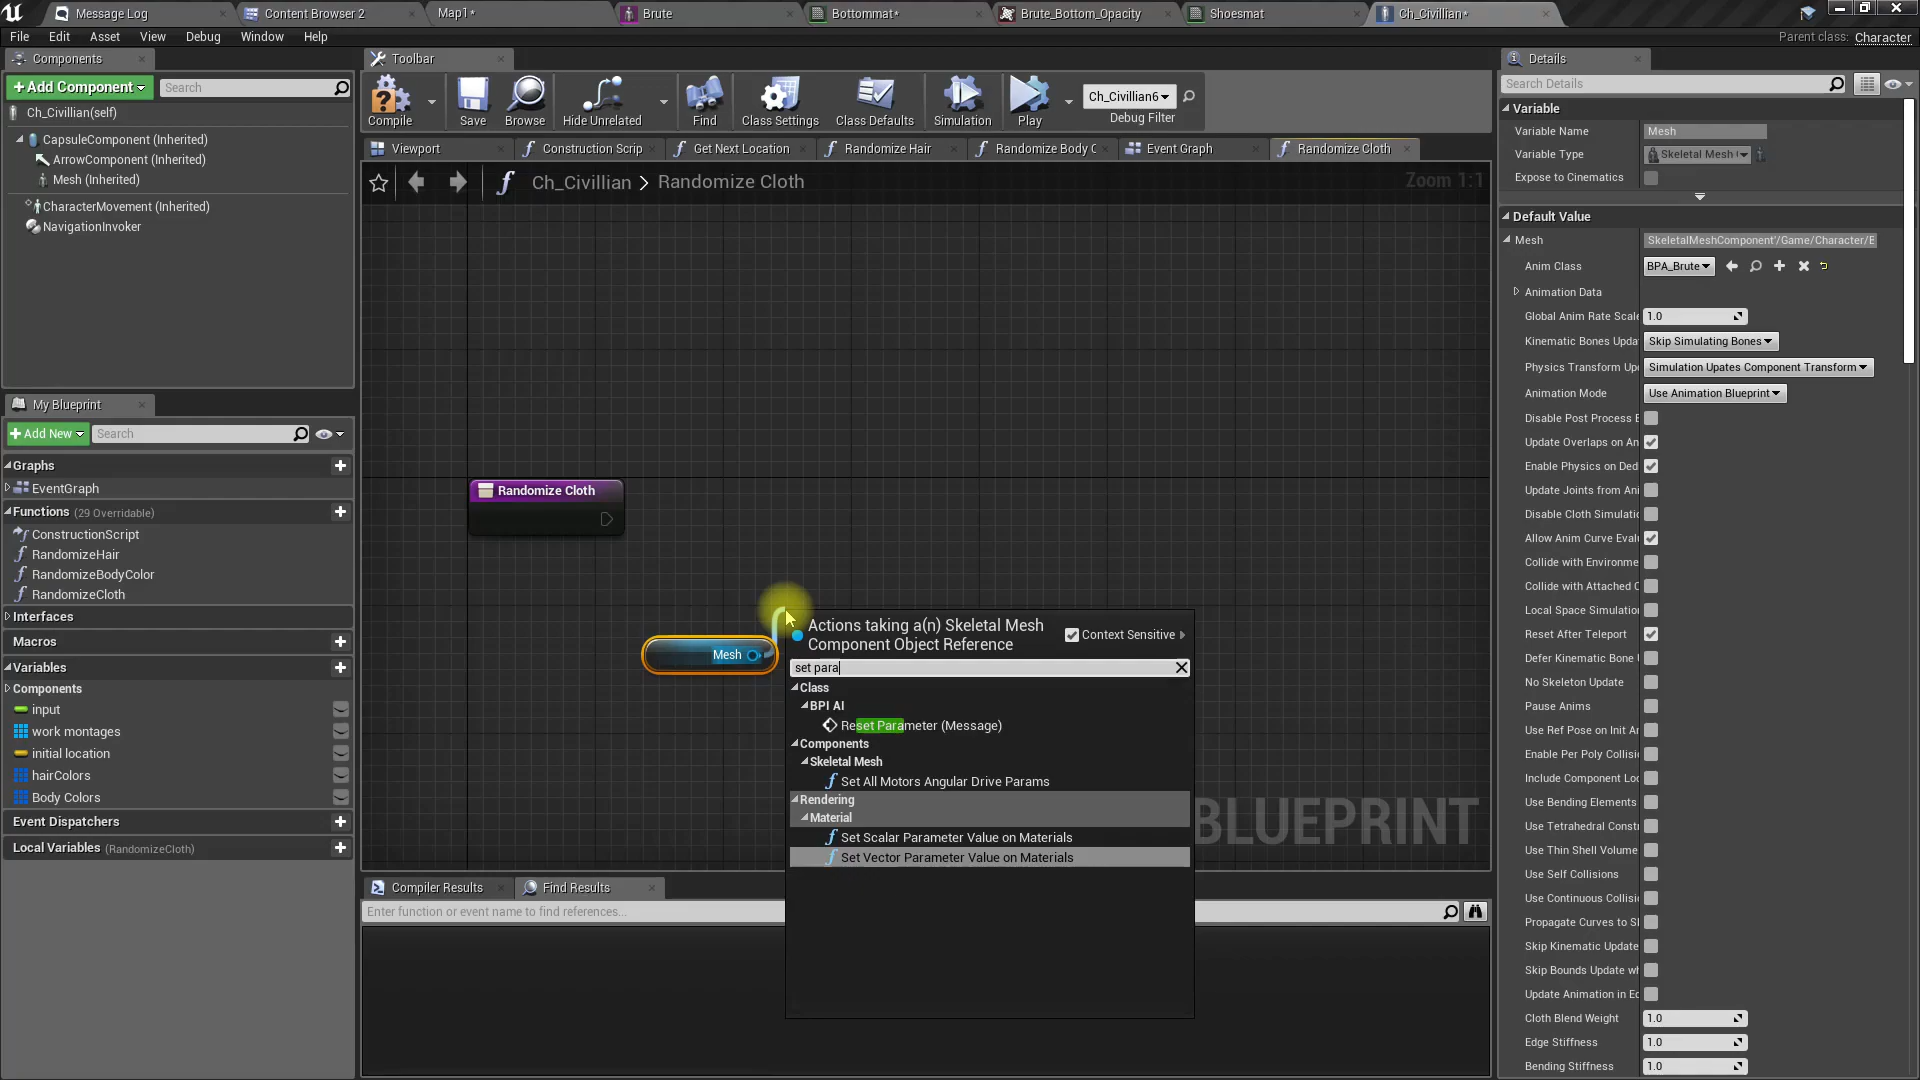 Message Log
Content Browser 2
Map1*
Brute
Bottommat*
Brute_Bottom_Opacity
Shoesmat
Ch_Civillian*
File
Edit
Asset
View
Debug
Window
Help
Parent class: Character
Components
Toolbar
Details
+Add Component
Search
Search Details
Ch_Civillian(self)
CapsuleComponent (Inherited)
ArrowComponent (Inherited)
Mesh (Inherited)
CharacterMovement (Inherited)
NavigationInvoker
Compile
Save
Browse
Hide Unrelated
Find
Class Settings
Class Defaults
Simulation
Play
Ch_Civillian6
Debug Filter
Viewport
Construction Scrip
Get Next Location
Randomize Hair
Randomize Body C
Event Graph
Randomize Cloth
Ch_Civillian > Randomize Cloth
Zoom 1:1
Randomize Cloth
Mesh
Actions taking a(n) Skeletal Mesh
Component Object Reference
Context Sensitive
set para
Class
BPI AI
Reset Parameter (Message)
Components
Skeletal Mesh
Set All Motors Angular Drive Params
Rendering
Material
Set Scalar Parameter Value on Materials
Set Vector Parameter Value on Materials
BLUEPRINT
My Blueprint
+Add New
Search
Graphs
EventGraph
Functions (29 Overridable)
ConstructionScript
RandomizeHair
RandomizeBodyColor
RandomizeCloth
Interfaces
Macros
Variables
Components
input
work montages
initial location
hairColors
Body Colors
Event Dispatchers
Local Variables (RandomizeCloth)
Compiler Results
Find Results
Enter function or event name to find references...
Variable
Variable Name
Mesh
Variable Type
Skeletal Mesh
Expose to Cinematics
Default Value
Mesh
SkeletalMeshComponent'/Game/Character/E
Anim Class
BPA_Brute
Animation Data
Global Anim Rate Scale
1.0
Kinematic Bones Upda
Skip Simulating Bones
Physics Transform Up
Simulation Upates Component Transform
Animation Mode
Use Animation Blueprint
Disable Post Process
Update Overlaps on An
Enable Physics on Ded
Update Joints from Ani
Disable Cloth Simulati
Allow Anim Curve Eval
Collide with Environme
Collide with Attached C
Local Space Simulation
Reset After Teleport
Defer Kinematic Bone
No Skeleton Update
Pause Anims
Use Ref Pose on Init Ar
Enable Per Poly Collisi
Include Component Loc
Use Bending Elements
Use Tetrahedral Constr
Use Thin Shell Volume
Use Self Collisions
Use Continuous Collisi
Propagate Curves to Sl
Skip Kinematic Update
Skip Bounds Update wh
Update Animation in Ed
Cloth Blend Weight
1.0
Edge Stiffness
1.0
Bending Stiffness
1.0